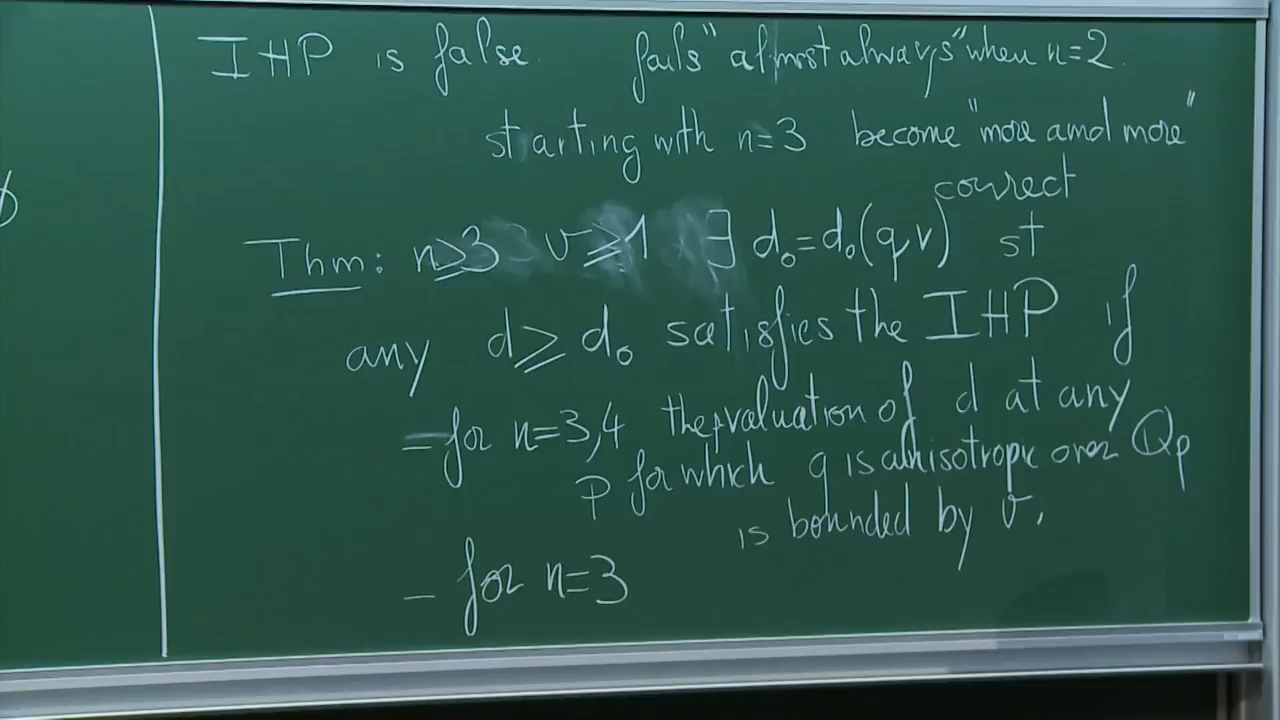 IHP is false. fails "almost always" when n=2.
starting with n=3 become "more and more"
correct
Thm: n≥3 v≥1 ∃ d₀=d₀(q,v) st
any d≥d₀ satisfies the IHP if
– for n=3,4 the valuation of d at any
p for which q is anisotropic over Qp
is bounded by v.
– for n=3